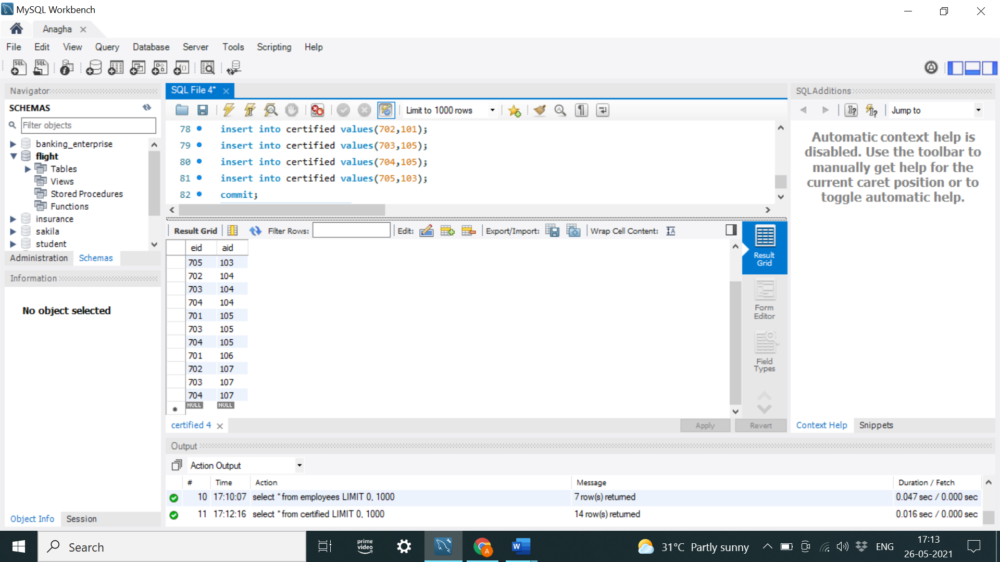 MySQL Workbench
Anagha
File Edit View Query Database Server Tools Scripting Help
Navigator
SCHEMAS
Filter objects
banking_enterprise
flight
Tables
Views
Stored Procedures
Functions
insurance
sakila
student
Administration Schemas
Information
No object selected
Object Info Session
SQL File 4*
Limit to 1000 rows
78 insert into certified values(702,101);
79 insert into certified values(703,105);
80 insert into certified values(704,105);
81 insert into certified values(705,103);
82 commit;
Result Grid Filter Rows: Edit: Export/Import: Wrap Cell Content:
eid aid
705 103
702 104
703 104
704 104
701 105
703 105
704 105
701 106
702 107
703 107
704 107
NULL NULL
Result
Grid
Form
Editor
Field
Types
certified 4
Apply Revert
SQLAdditions
Jump to
Automatic context help is
disabled. Use the toolbar to
manually get help for the
current caret position or to
toggle automatic help.
Context Help Snippets
Output
Action Output
# Time Action Message Duration / Fetch
10 17:10:07 select * from employees LIMIT 0, 1000 7 row(s) returned 0.047 sec / 0.000 sec
11 17:12:16 select * from certified LIMIT 0, 1000 14 row(s) returned 0.016 sec / 0.000 sec
Search
prime
video
A
W
31°C Partly sunny
ENG
17:13
26-05-2021